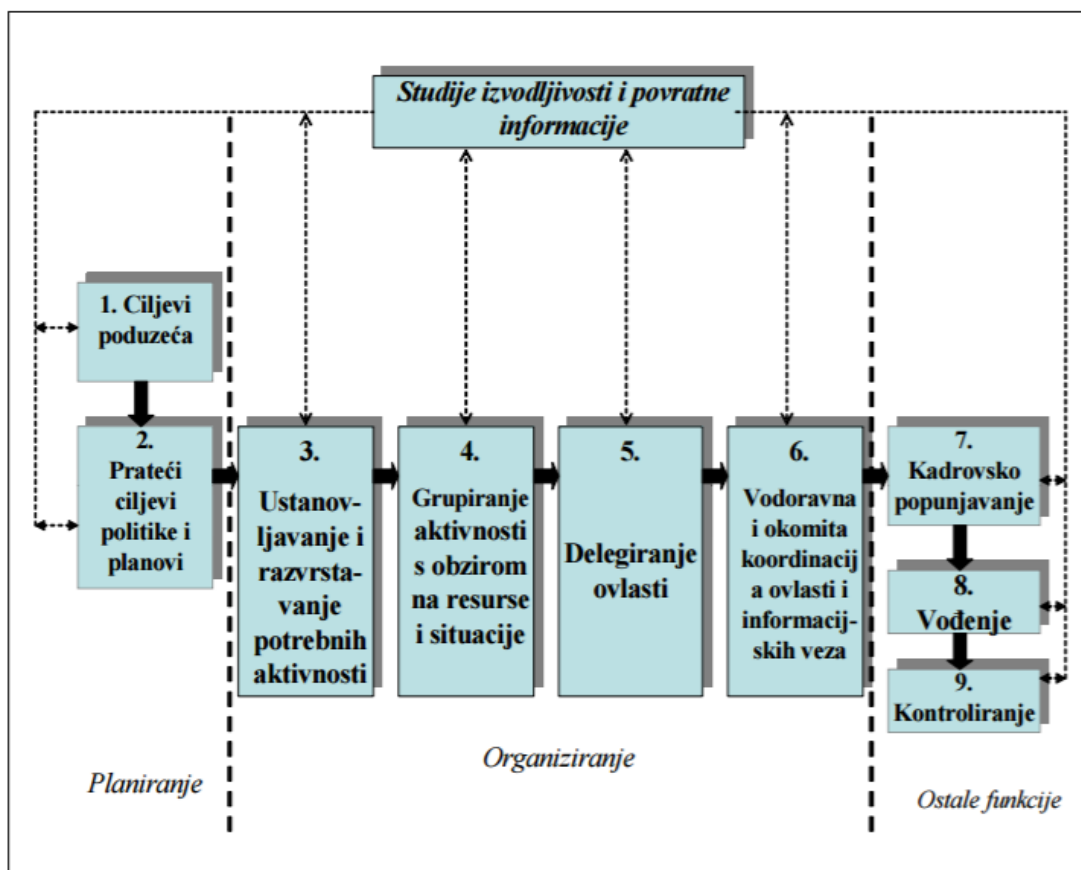 Studije izvodljivosti i povratne
informacije
1. Ciljevi
poduzeća
2.
Prateći
ciljevi
politike i
planovi
3.
Ustanov-
ljavanje i
razvrsta-
vanje
potrebnih
aktivnosti
4.
Grupiranje
aktivnosti
s obzirom
na resurse
i situacije
5.
Delegiranje
ovlasti
6.
Vodoravna
i okomita
koordinacij
a ovlasti i
informacij-
skih veza
7.
Kadrovsko
popunjavanje
8.
Vođenje
9.
Kontroliranje
Planiranje
Organiziranje
Ostale funkcije